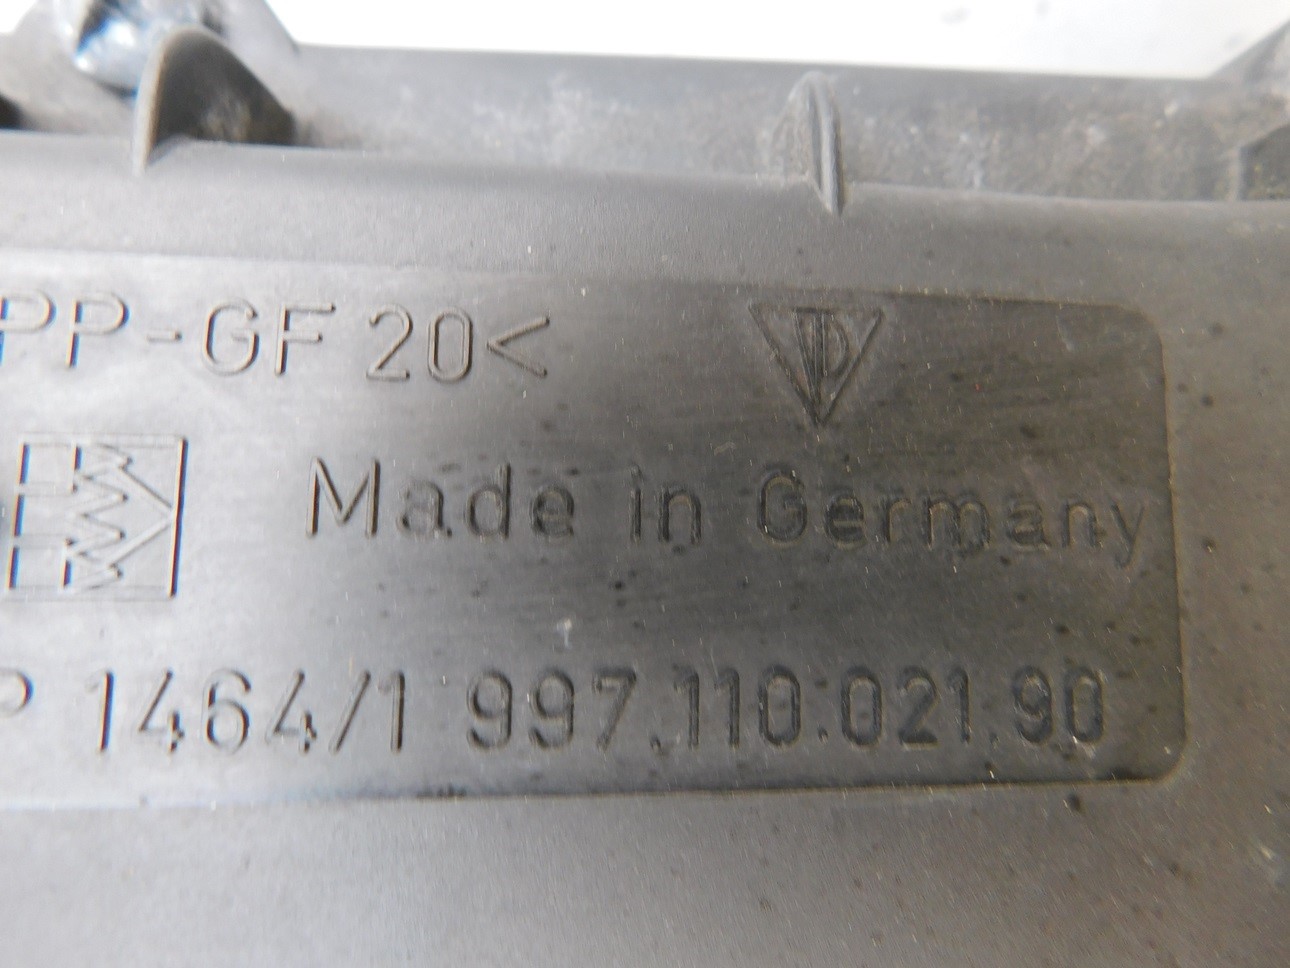 PP-GF 20<
Made in Germany
P 1464/1 997.110.021.90